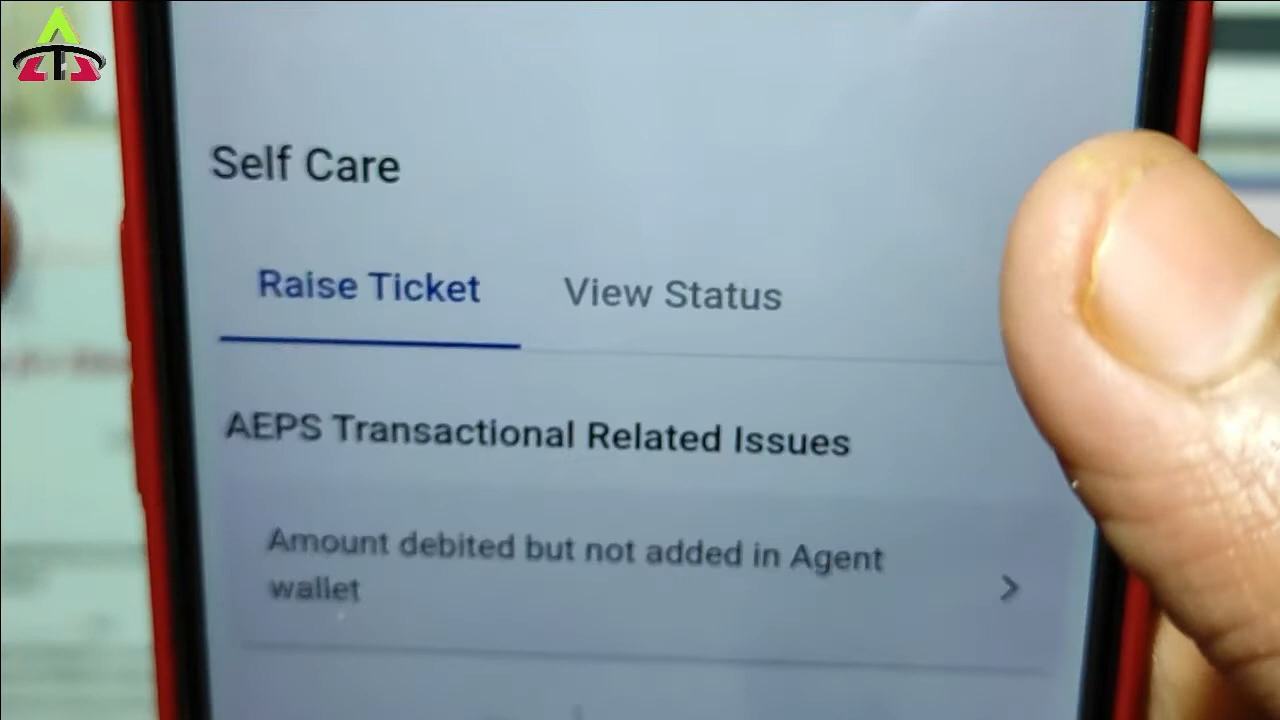 Self Care
Raise Ticket
View Status
AEPS Transactional Related Issues
Amount debited but not added in Agent
wallet